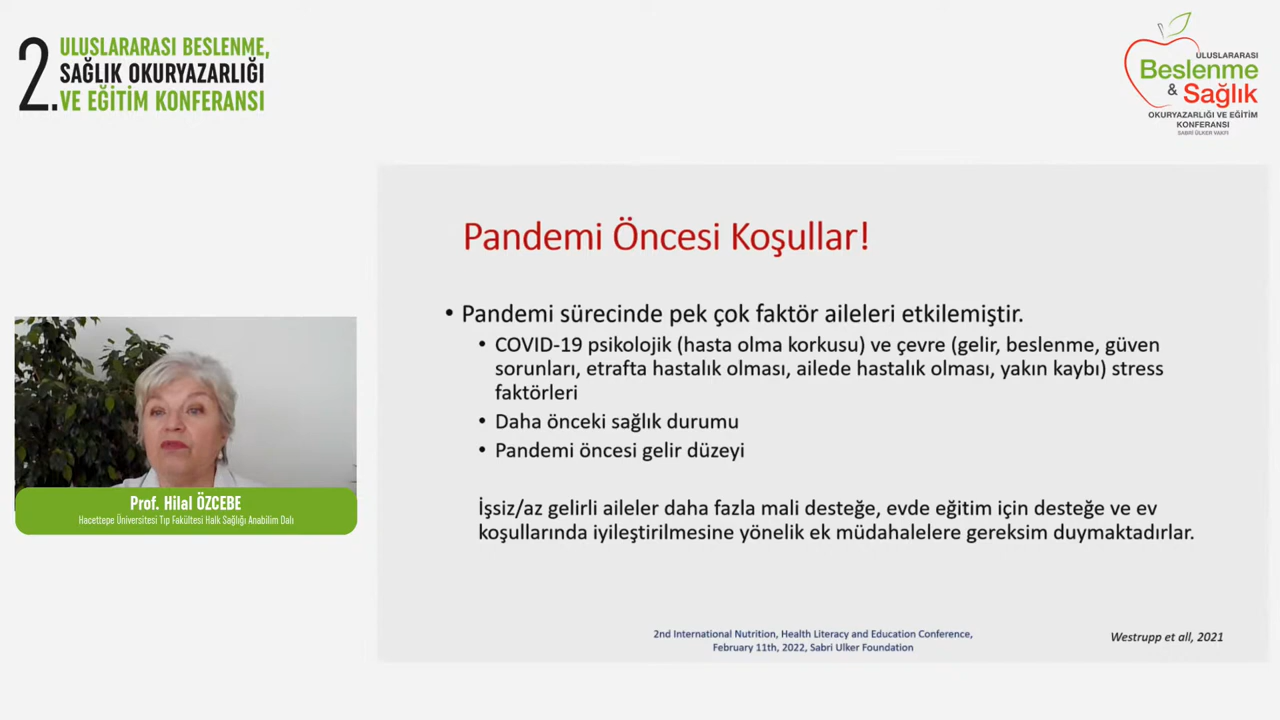 2.
ULUSLARARASI BESLENME,
SAĞLIK OKURYAZARLIĞI
VE EĞİTİM KONFERANSI
ULUSLARARASI
Beslenme
& Sağlık
OKURYAZARLIĞI VE EĞİTİM
KONFERANSI
SABRİ ÜLKER VAKFI
Pandemi Öncesi Koşullar!
• Pandemi sürecinde pek çok faktör aileleri etkilemiştir.
• COVID-19 psikolojik (hasta olma korkusu) ve çevre (gelir, beslenme, güven
sorunları, etrafta hastalık olması, ailede hastalık olması, yakın kaybı) stress
faktörleri
• Daha önceki sağlık durumu
• Pandemi öncesi gelir düzeyi
İşsiz/az gelirli aileler daha fazla mali desteğe, evde eğitim için desteğe ve ev
koşullarında iyileştirilmesine yönelik ek müdahalelere gereksim duymaktadırlar.
2nd International Nutrition, Health Literacy and Education Conference,
February 11th, 2022, Sabri Ulker Foundation
Westrupp et all, 2021
Prof. Hilal ÖZCEBE
Hacettepe Üniversitesi Tıp Fakültesi Halk Sağlığı Anabilim Dalı